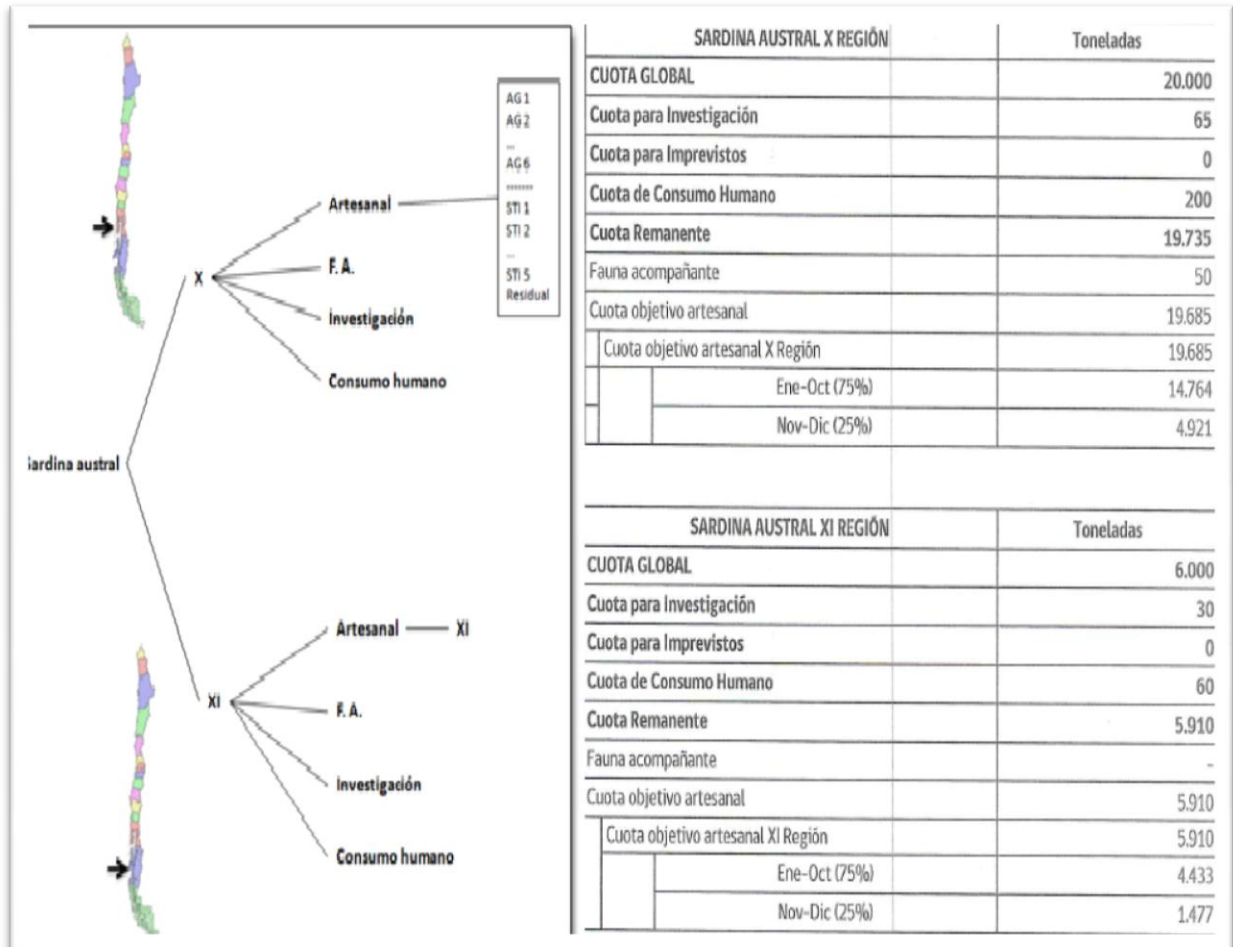 AG 1
AG 2
...
AG 6
*******
STI 1
STI 2
...
STI 5
Residual
Artesanal
F. A.
X
Investigación
Consumo humano
Sardina austral
Artesanal
XI
F. A.
XI
Investigación
Consumo humano
SARDINA AUSTRAL X REGIÓN Toneladas
CUOTA GLOBAL 20.000
Cuota para Investigación 65
Cuota para Imprevistos 0
Cuota de Consumo Humano 200
Cuota Remanente 19.735
Fauna acompañante 50
Cuota objetivo artesanal 19.685
Cuota objetivo artesanal X Región 19.685
Ene-Oct (75%) 14.764
Nov-Dic (25%) 4.921
SARDINA AUSTRAL XI REGIÓN Toneladas
CUOTA GLOBAL 6.000
Cuota para Investigación 30
Cuota para Imprevistos 0
Cuota de Consumo Humano 60
Cuota Remanente 5.910
Fauna acompañante -
Cuota objetivo artesanal 5.910
Cuota objetivo artesanal XI Región 5.910
Ene-Oct (75%) 4.433
Nov-Dic (25%) 1.477